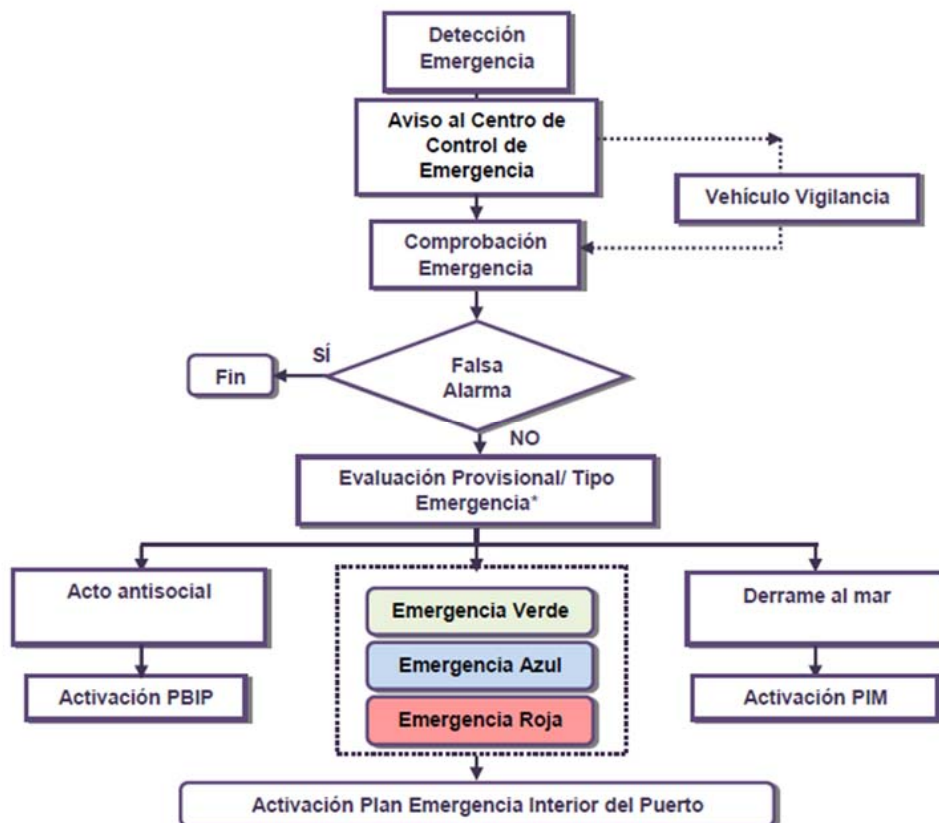 Detección
Emergencia
Aviso al Centro de
Control de
Emergencia
Vehículo Vigilancia
Comprobación
Emergencia
SÍ
Fin
Falsa
Alarma
NO
Evaluación Provisional/ Tipo
Emergencia*
Acto antisocial
Emergencia Verde
Derrame al mar
Emergencia Azul
Activación PBIP
Activación PIM
Emergencia Roja
Activación Plan Emergencia Interior del Puerto